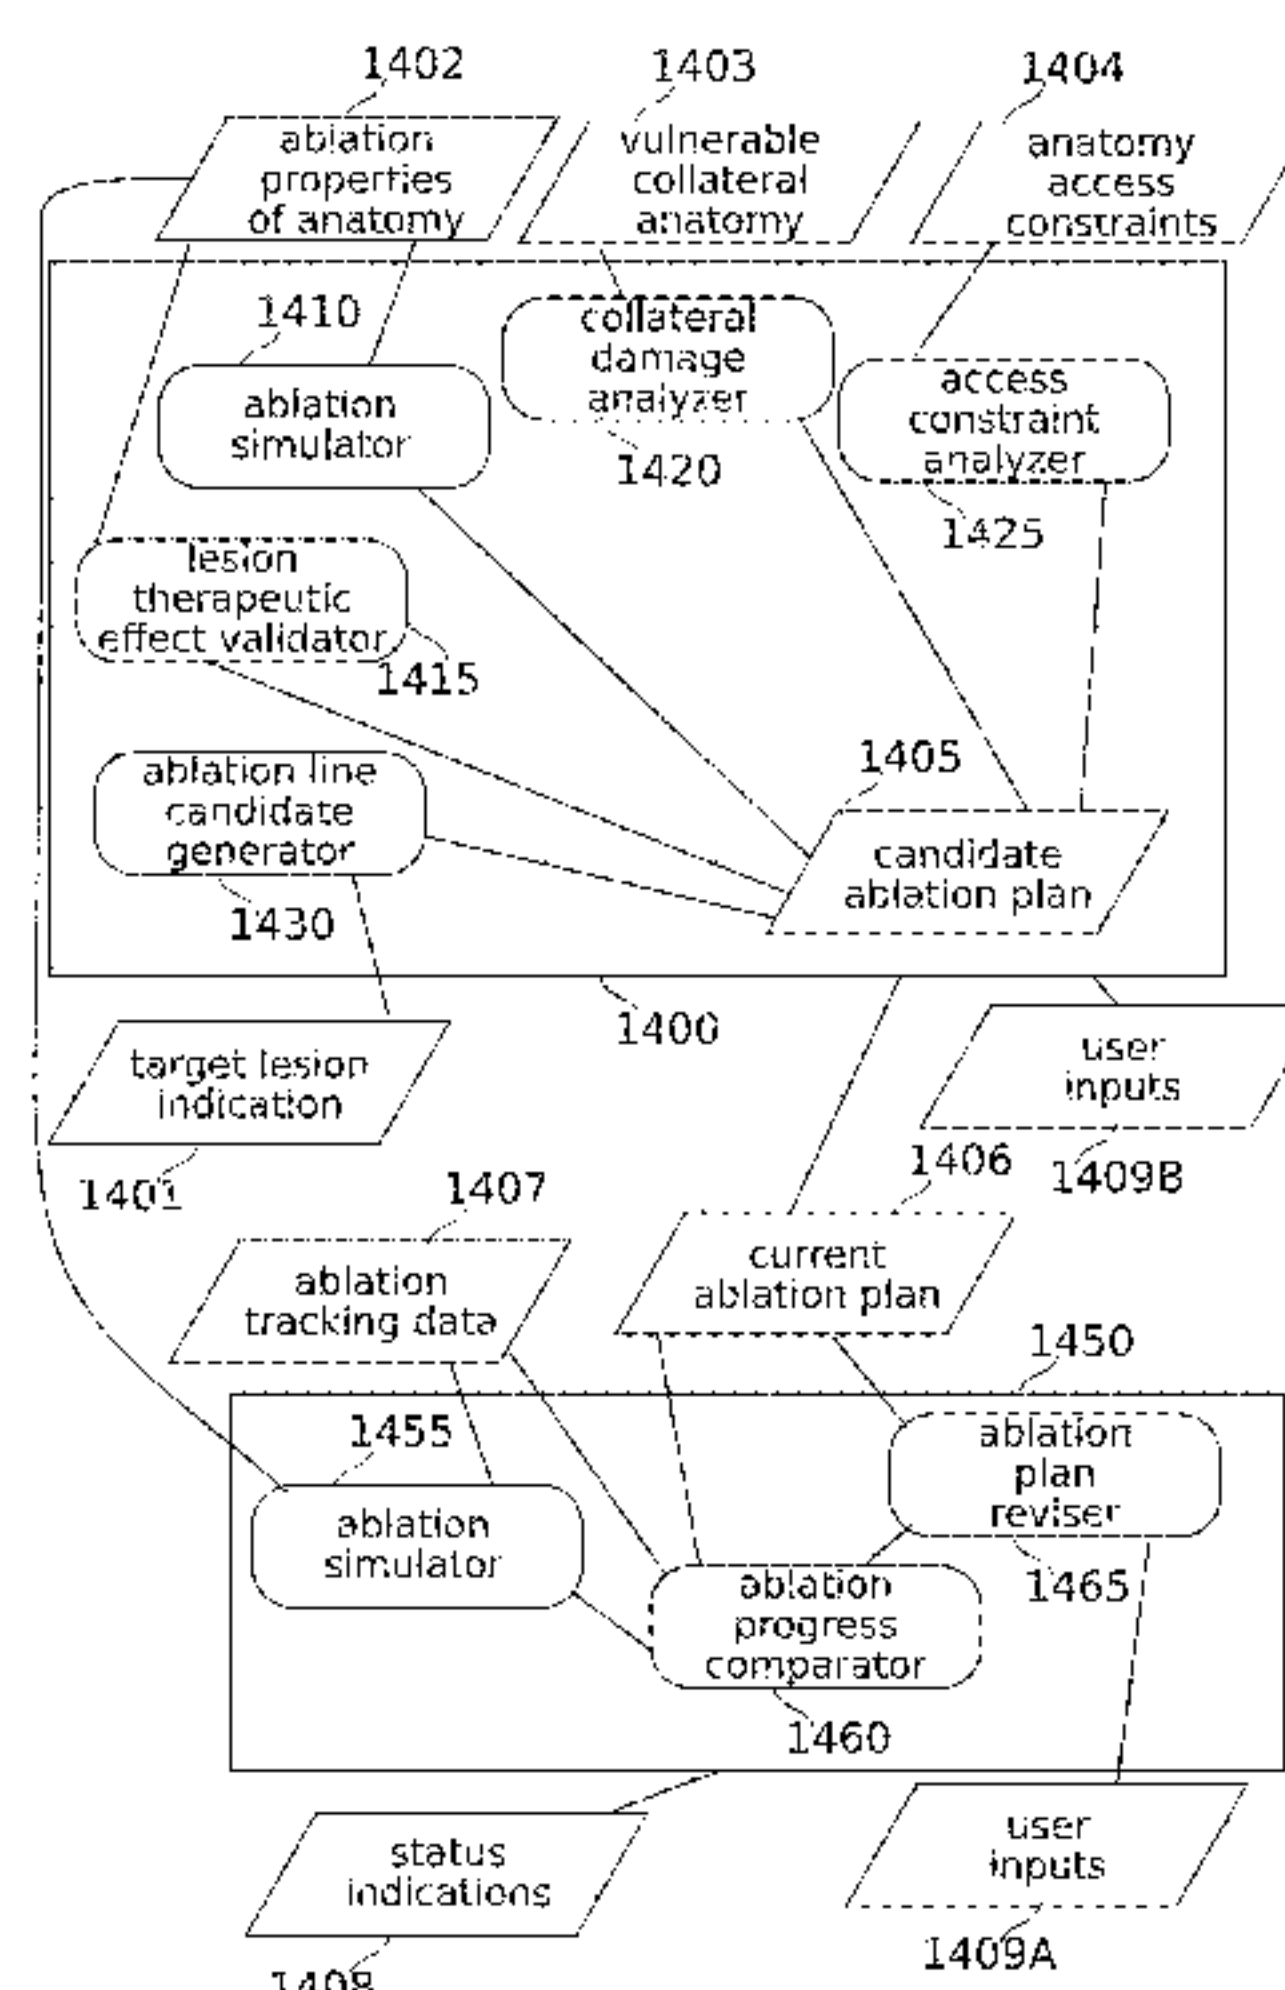 1402
1403
1404
ablation
properties
of anatomy
vulnerable
collateral
anatomy
anatomy
access
constraints
1410
ablation
simulator
collateral
damage
analyzer
1420
access
constraint
analyzer
1425
lesion
therapeutic
effect validator
1415
ablation line
candidate
generator
1430
1405
candidate
ablation plan
1400
target lesion
indication
1401
user
inputs
1409B
1407
1406
ablation
tracking data
current
ablation plan
1450
1455
ablation
simulator
ablation
plan
reviser
1465
ablation
progress
comparator
1460
status
indications
1408
user
inputs
1409A